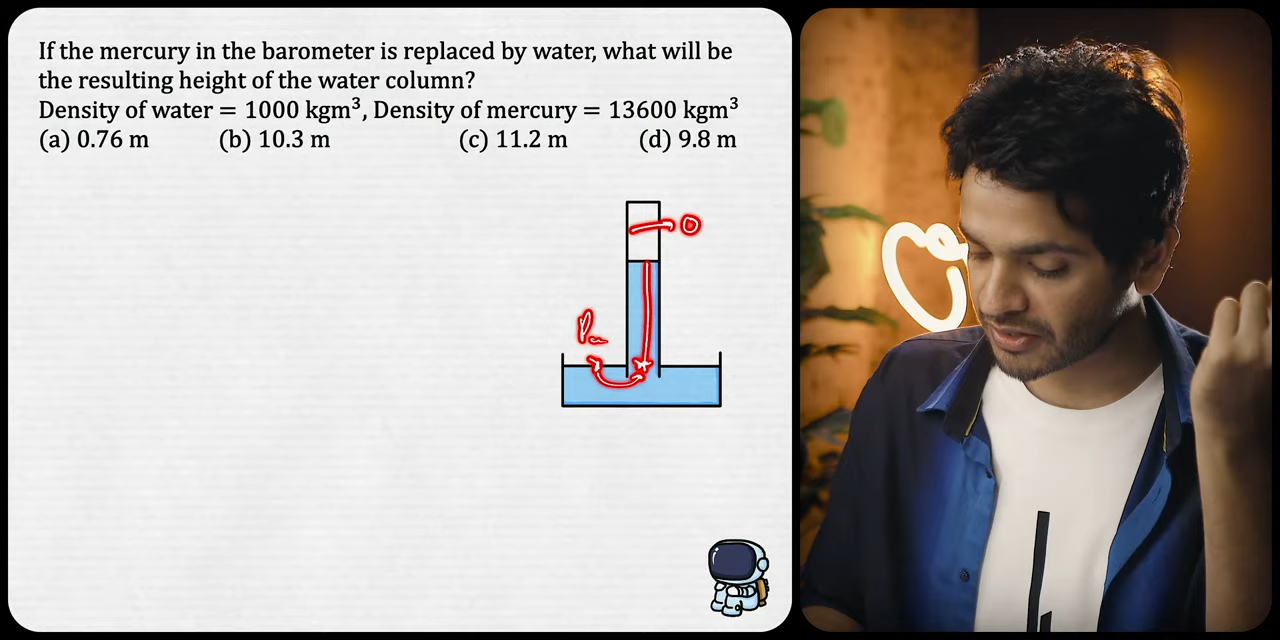 If the mercury in the barometer is replaced by water, what will be
the resulting height of the water column?
Density of water = 1000 kgm³, Density of mercury = 13600 kgm³
(a) 0.76 m (b) 10.3 m (c) 11.2 m (d) 9.8 m
0
Pa